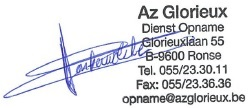 Az Glorieux
Dienst Opname
Glorieuxlaan 55
B-9600 Ronse
Tel. 055/23.30.11
Fax. 055/23.36.36
opname@azglorieux.be